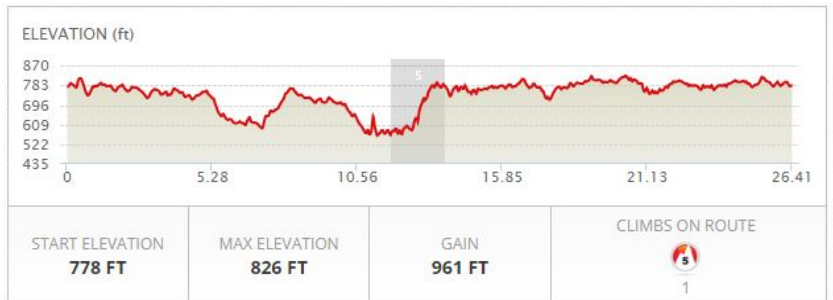 ELEVATION (ft)
870
783
696
609
522
435
5
0
5.28
10.56
15.85
21.13
26.41
START ELEVATION
778 FT
MAX ELEVATION
826 FT
GAIN
961 FT
CLIMBS ON ROUTE
5
1